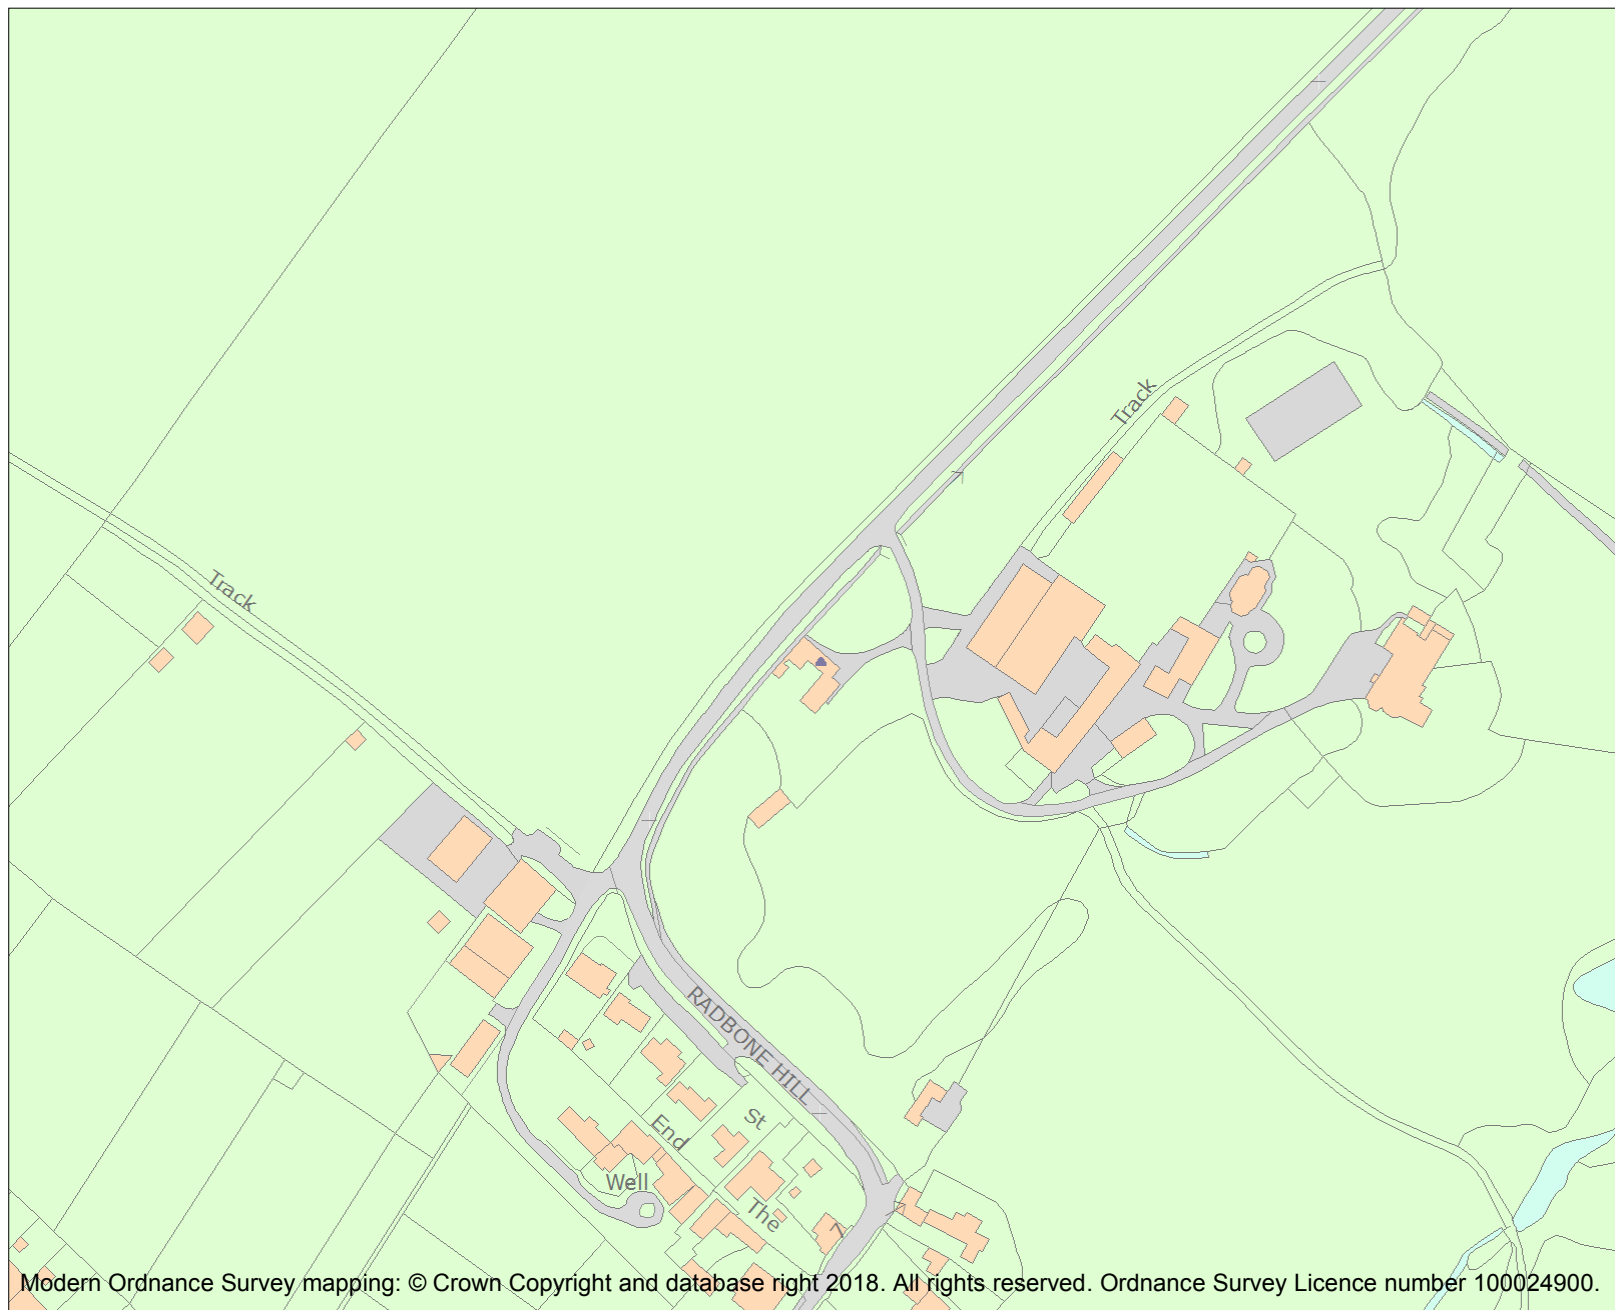 Track
Track
RADBONE HILL
St
End
Well
The
Modern Ordnance Survey mapping: © Crown Copyright and database right 2018. All rights reserved. Ordnance Survey Licence number 100024900.